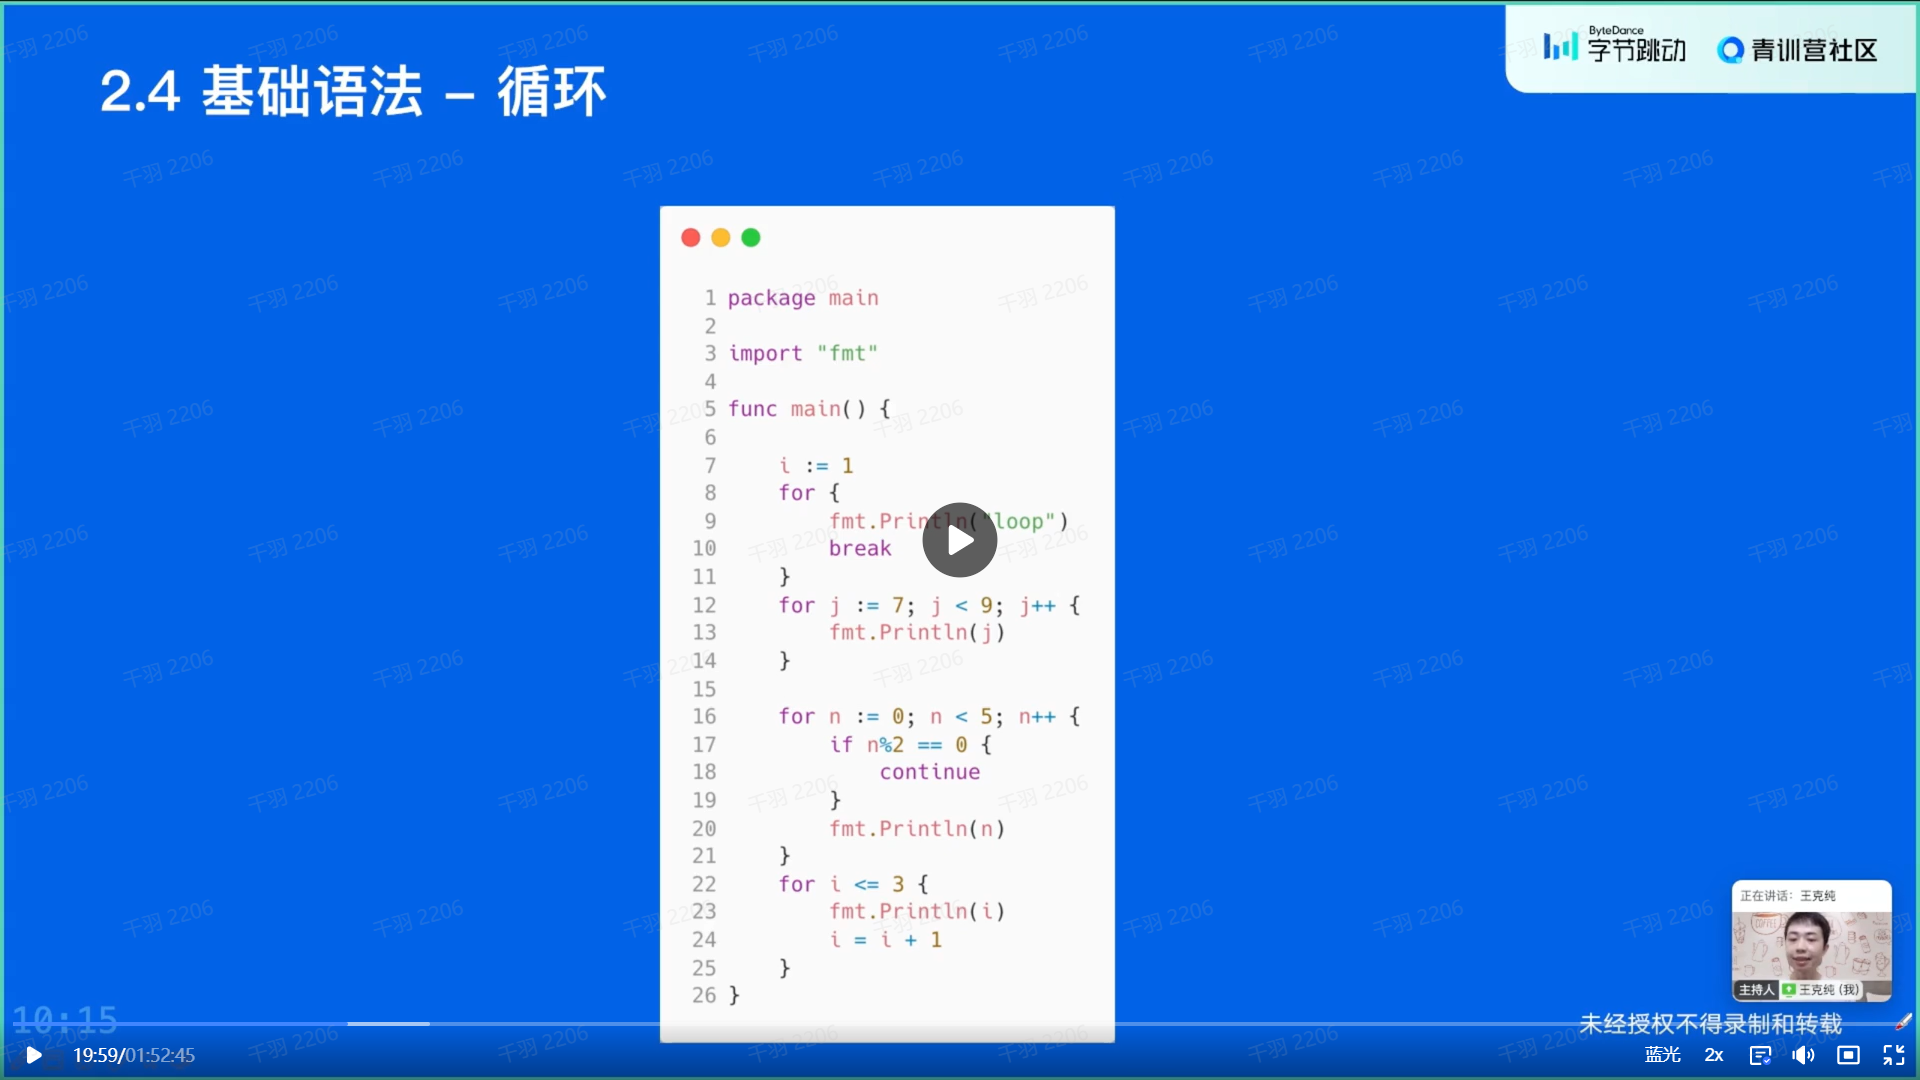 2.4 基础语法 – 循环
ByteDance
字节跳动
青训营社区
1 package main
2
3 import "fmt"
4
5 func main() {
6
7     i := 1
8     for {
9         fmt.Println("loop")
10         break
11     }
12     for j := 7; j < 9; j++ {
13         fmt.Println(j)
14     }
15
16     for n := 0; n < 5; n++ {
17         if n%2 == 0 {
18             continue
19         }
20         fmt.Println(n)
21     }
22     for i <= 3 {
23         fmt.Println(i)
24         i = i + 1
25     }
26 }
千羽 2206
正在讲话: 王克纯
COFFEE
主持人 王克纯 (我)
10:15
未经授权不得录制和转载
19:59/01:52:45
蓝光 2x